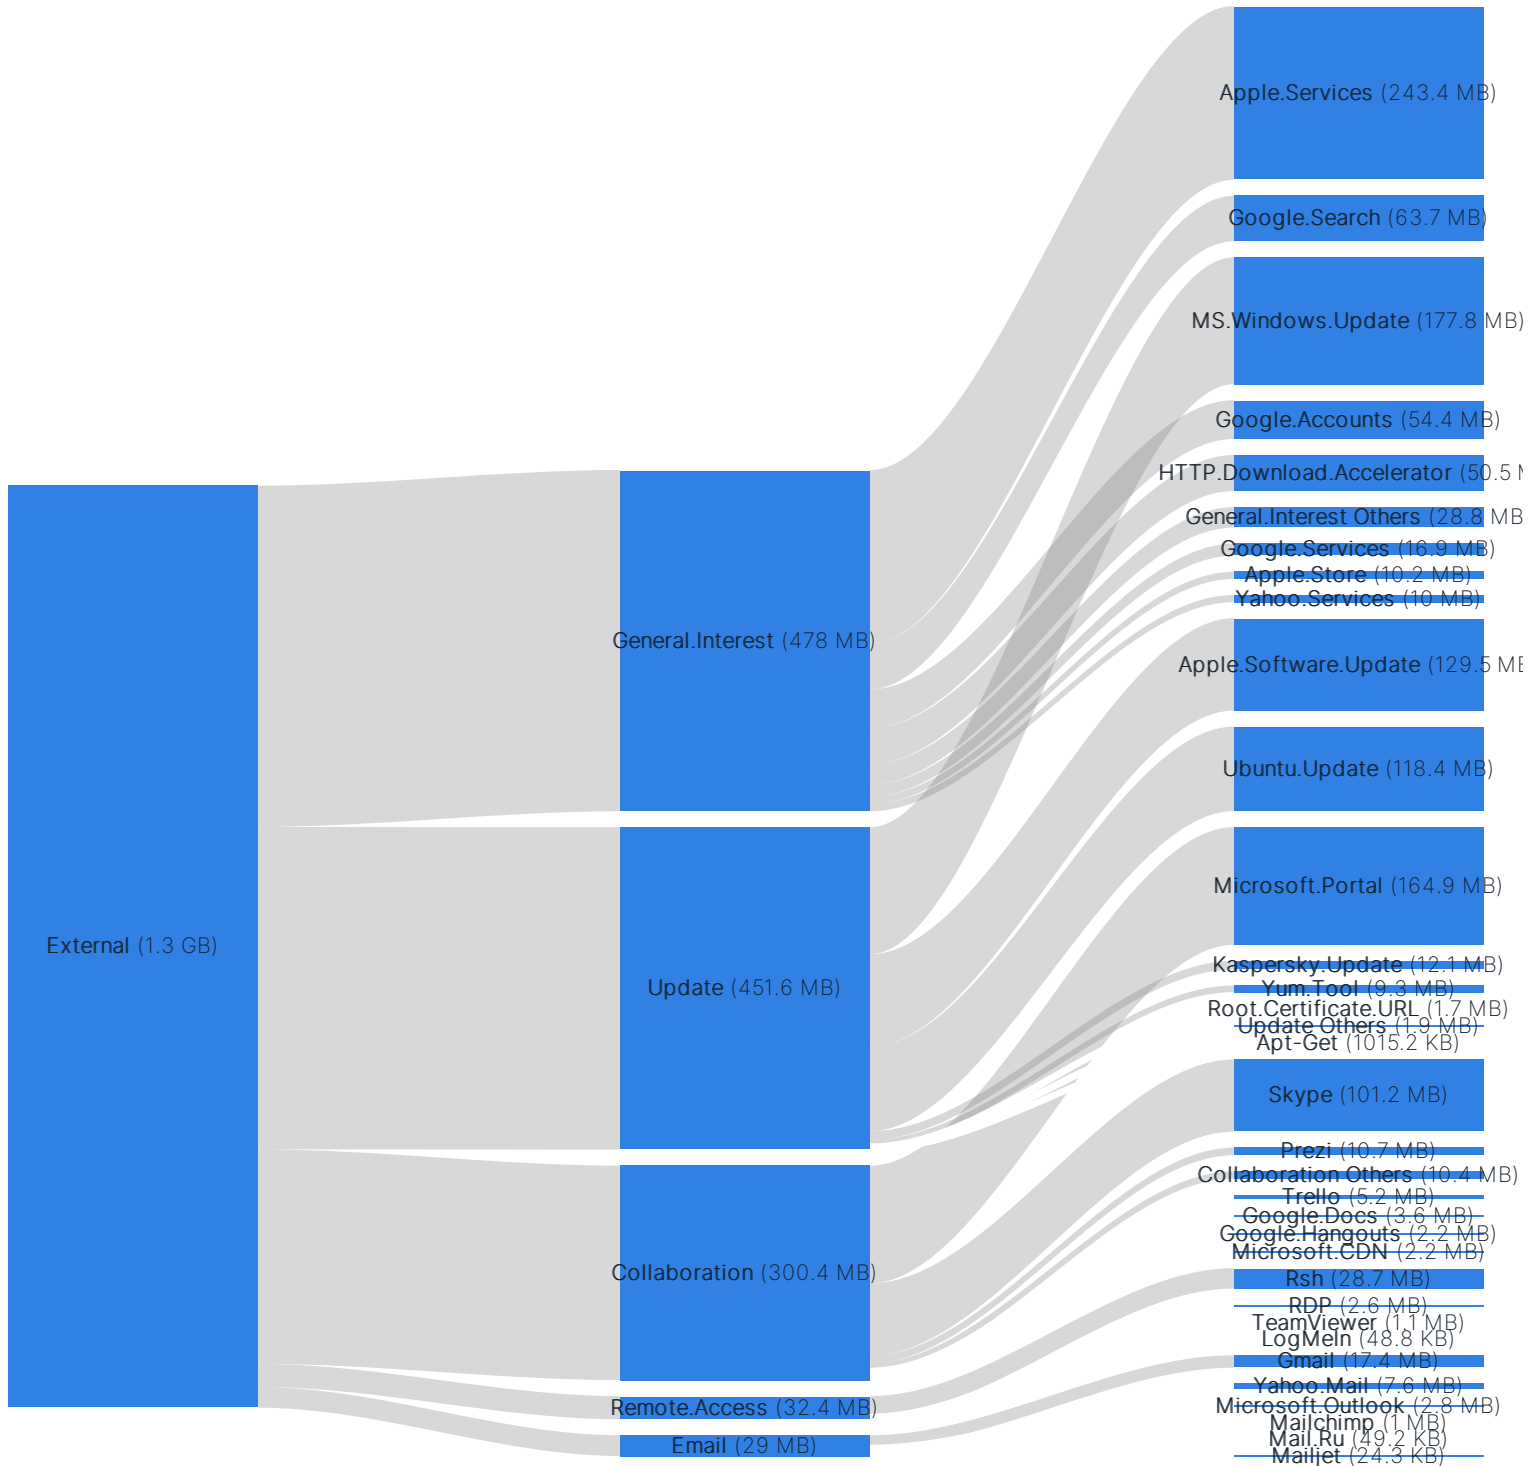 External (1.3 GB)
General.Interest (478 MB)
Update (451.6 MB)
Collaboration (300.4 MB)
Remote.Access (32.4 MB)
Email (29 MB)
Apple.Services (243.4 MB)
Google.Search (63.7 MB)
MS.Windows.Update (177.8 MB)
Google.Accounts (54.4 MB)
HTTP.Download.Accelerator (50.5 M
General.Interest Others (28.8 MB
Google.Services (16.9 MB)
Apple.Store (10.2 MB)
Yahoo.Services (10 MB)
Apple.Software.Update (129.5 MB
Ubuntu.Update (118.4 MB)
Microsoft.Portal (164.9 MB)
Kaspersky.Update (12.1 MB)
Yum.Tool (9.3 MB)
Root.Certificate.URL (1.7 MB)
Update Others (1.9 MB)
Apt-Get (1015.2 KB)
Skype (101.2 MB)
Prezi (10.7 MB)
Collaboration Others (10.4 MB)
Trello (5.2 MB)
Google.Docs (3.6 MB)
Google.Hangouts (2.2 MB)
Microsoft.CDN (2.2 MB)
Rsh (28.7 MB)
RDP (2.6 MB)
TeamViewer (1.1 MB)
LogMeIn (48.8 KB)
Gmail (17.4 MB)
Yahoo.Mail (7.6 MB)
Microsoft.Outlook (2.8 MB)
Mailchimp (1 MB)
Mail.Ru (49.2 KB)
Mailjet (24.3 KB)